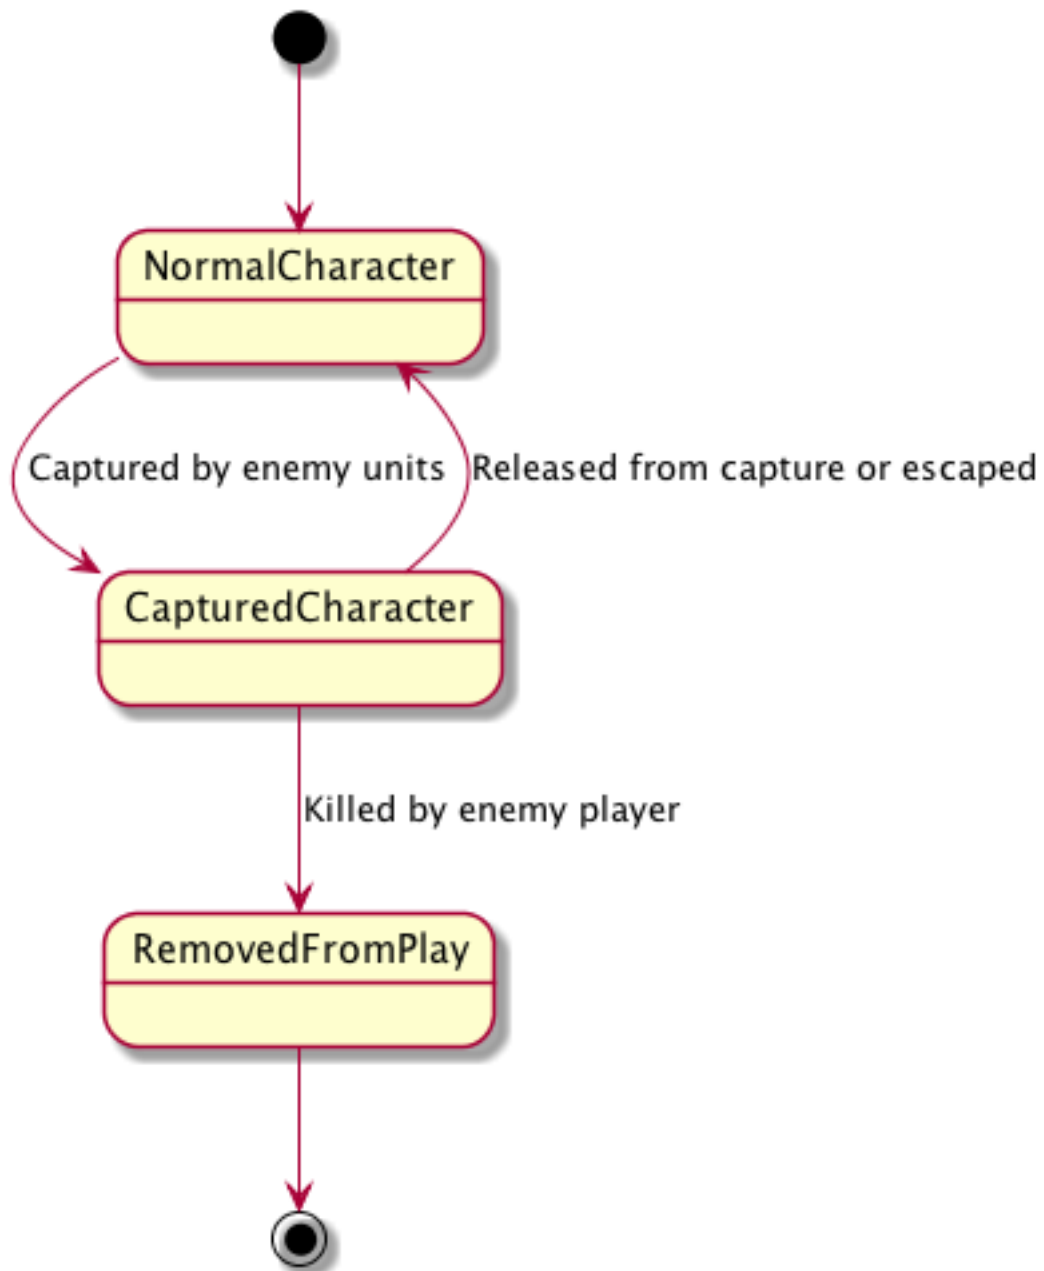 NormalCharacter
Captured by enemy units
Released from capture or escaped
CapturedCharacter
Killed by enemy player
RemovedFromPlay